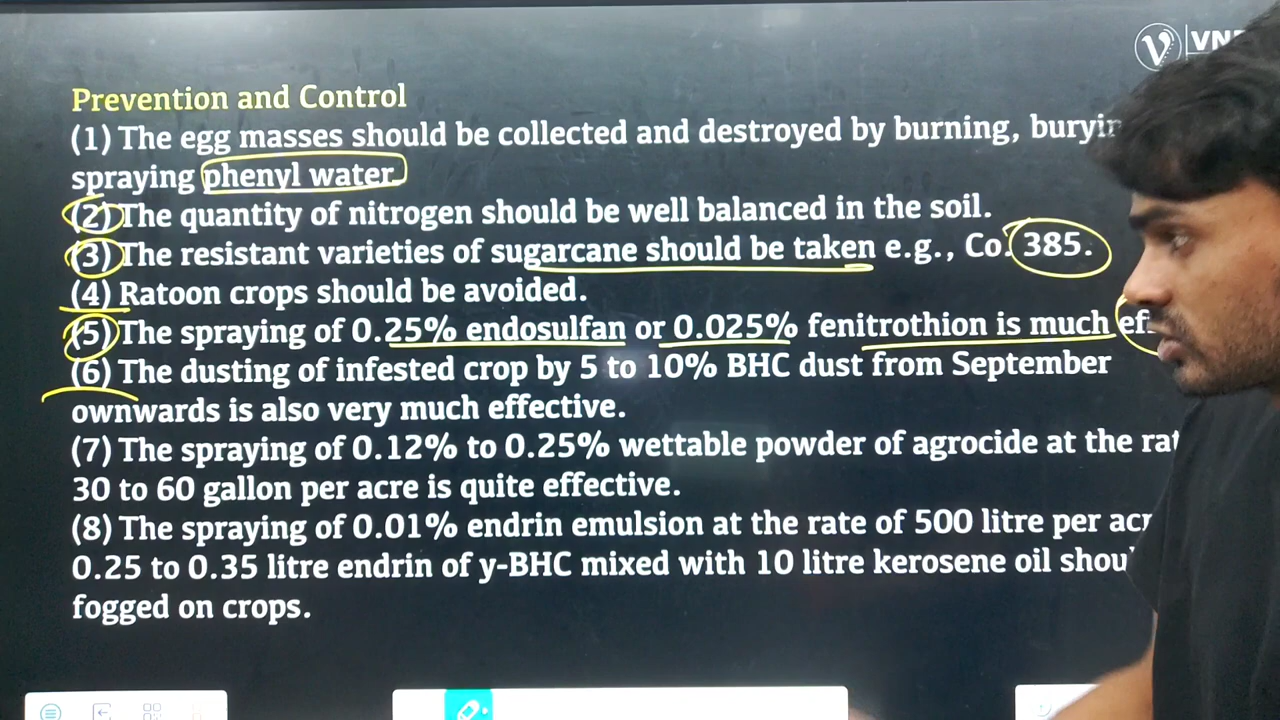 VN
Prevention and Control
(1) The egg masses should be collected and destroyed by burning,
spraying phenyl water.
(2) The quantity of nitrogen should be well balanced in the soil.
(3) The resistant varieties of sugarcane should be taken e.g., Co. 385.
(4) Ratoon crops should be avoided.
(5) The spraying of 0.25% endosulfan or 0.025% fenitrothion is much
(6) The dusting of infested crop by 5 to 10% BHC dust from September
ownwards is also very much effective.
(7) The spraying of 0.12% to 0.25% wettable powder of agrocide at the
30 to 60 gallon per acre is quite effective.
(8) The spraying of 0.01% endrin emulsion at the rate of 500 litre per
0.25 to 0.35 litre endrin of y-BHC mixed with 10 litre kerosene oil
fogged on crops.